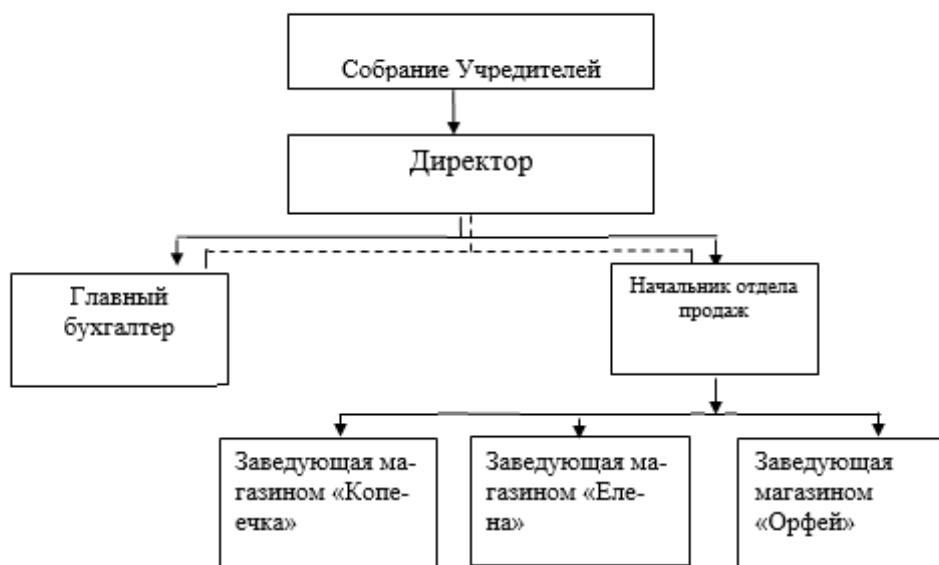 Собрание Учредителей
Директор
Главный
бухгалтер
Начальник отдела
продаж
Заведующая ма-
газином «Копе-
ечка»
Заведующая ма-
газином «Еле-
на»
Заведующая
магазином
«Орфей»